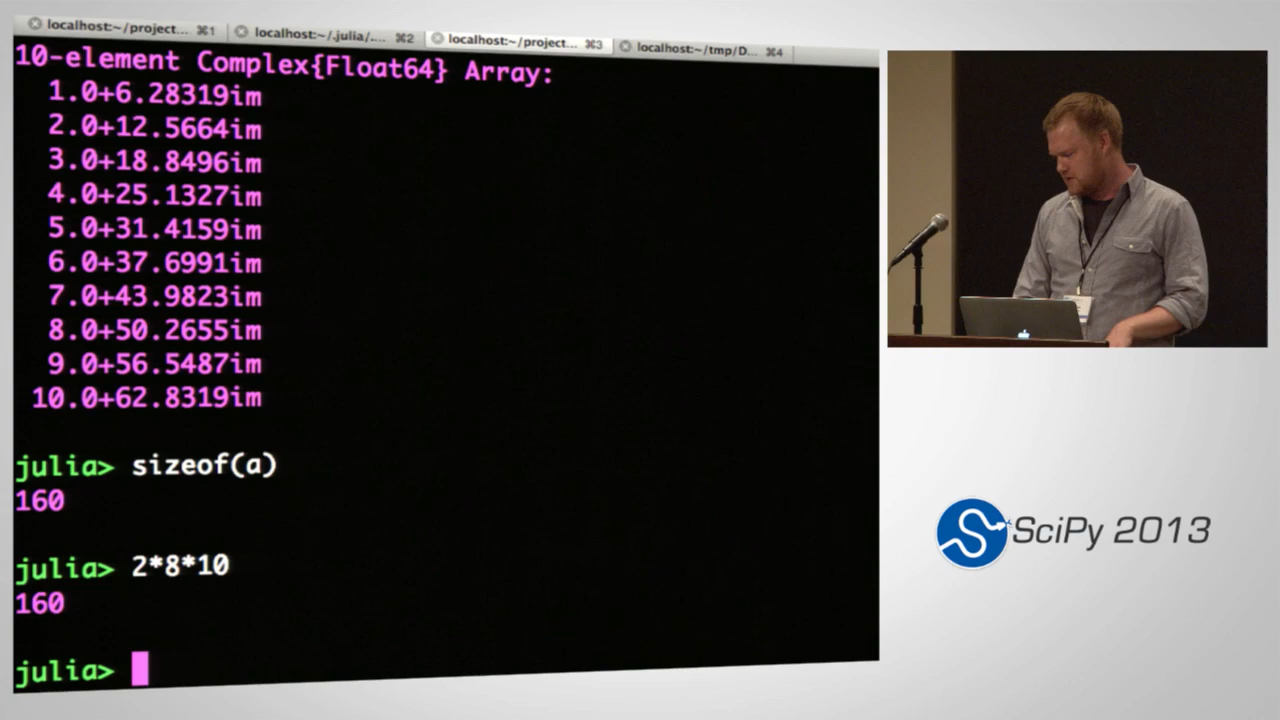 localhost:~/project... ⌘1
localhost:~/.julia/.... ⌘2
localhost:~/project... ⌘3
localhost:~/tmp/D... ⌘4
10-element Complex{Float64} Array:
1.0+6.28319im
2.0+12.5664im
3.0+18.8496im
4.0+25.1327im
5.0+31.4159im
6.0+37.6991im
7.0+43.9823im
8.0+50.2655im
9.0+56.5487im
10.0+62.8319im
julia> sizeof(a)
160
julia> 2*8*10
160
julia>
SciPy 2013